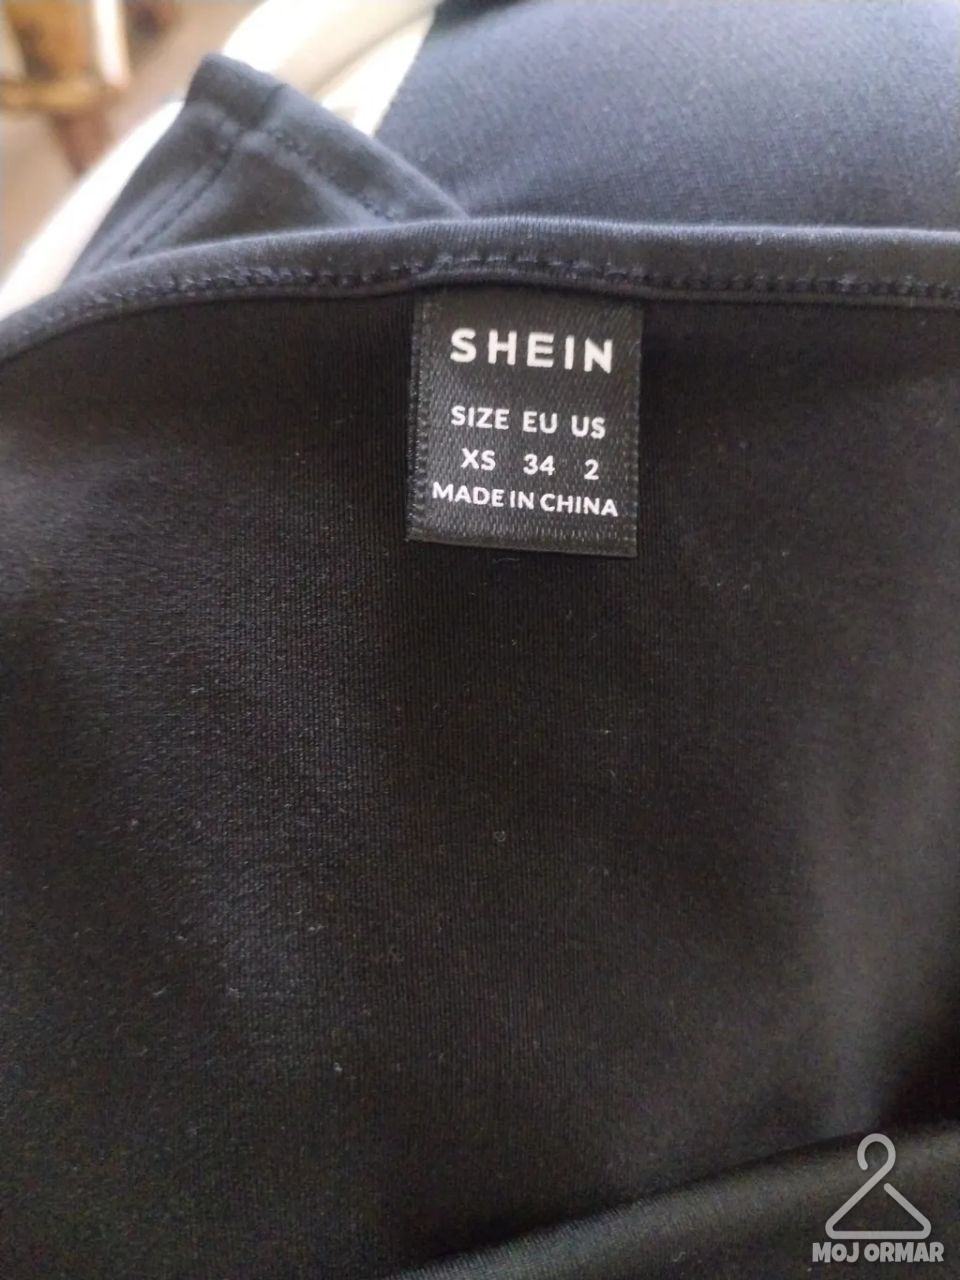 SHEIN
SIZE EU US
XS 34 2
MADE IN CHINA
MOJ ORMAR